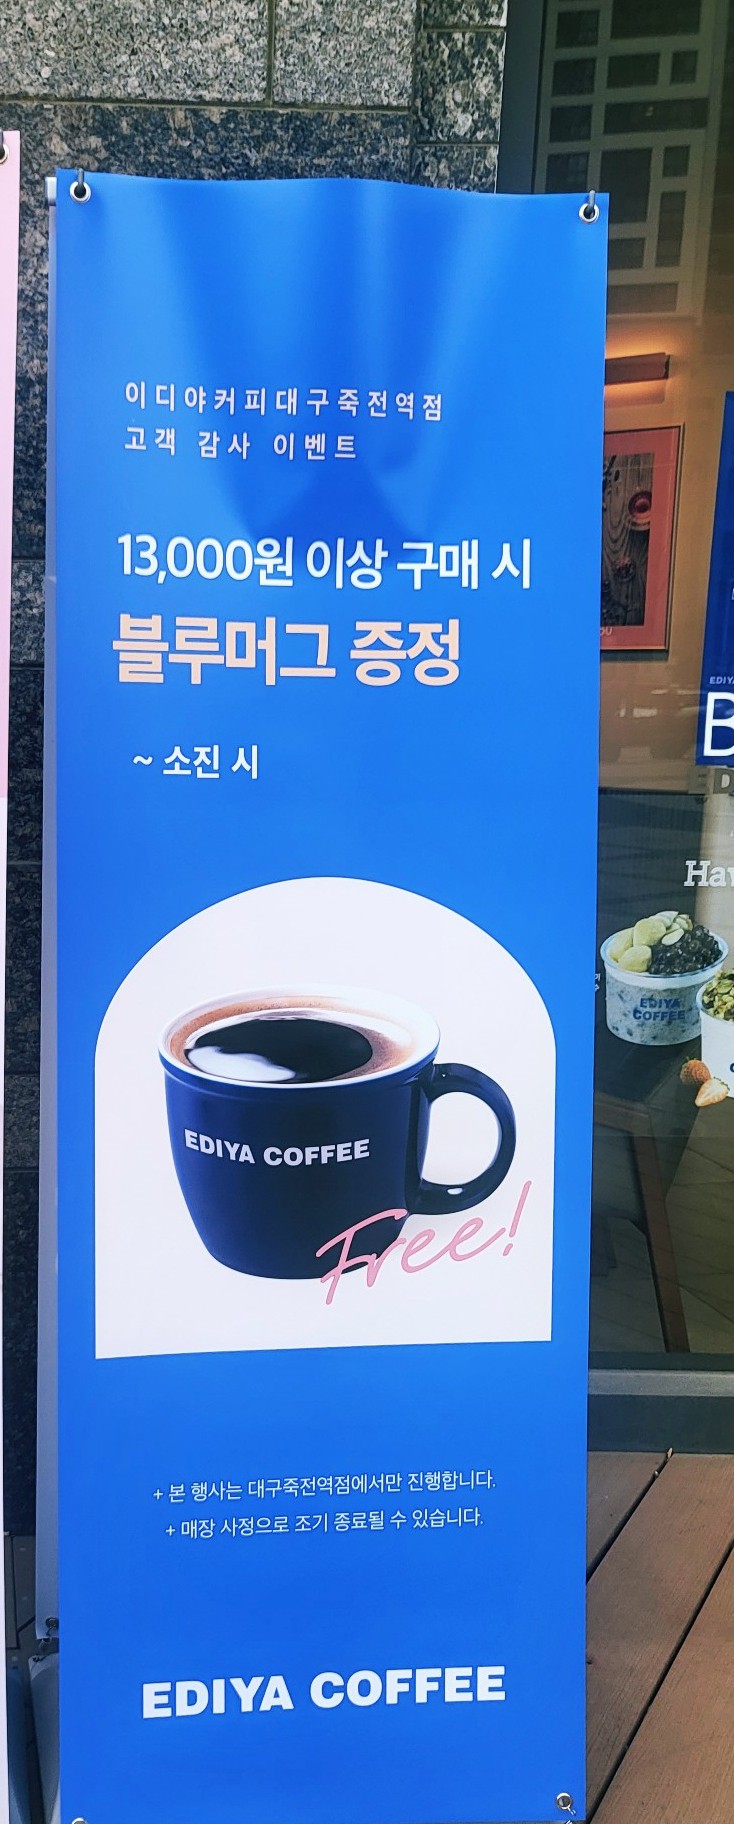 이디야커피대구죽전역점
고객 감사 이벤트
13,000원 이상 구매 시
블루머그 증정
~ 소진 시
EDIYA COFFEE
Free!
+ 본 행사는 대구죽전역점에서만 진행합니다.
+ 매장 사정으로 조기 종료될 수 있습니다.
EDIYA COFFEE
EDIYA
COFFEE